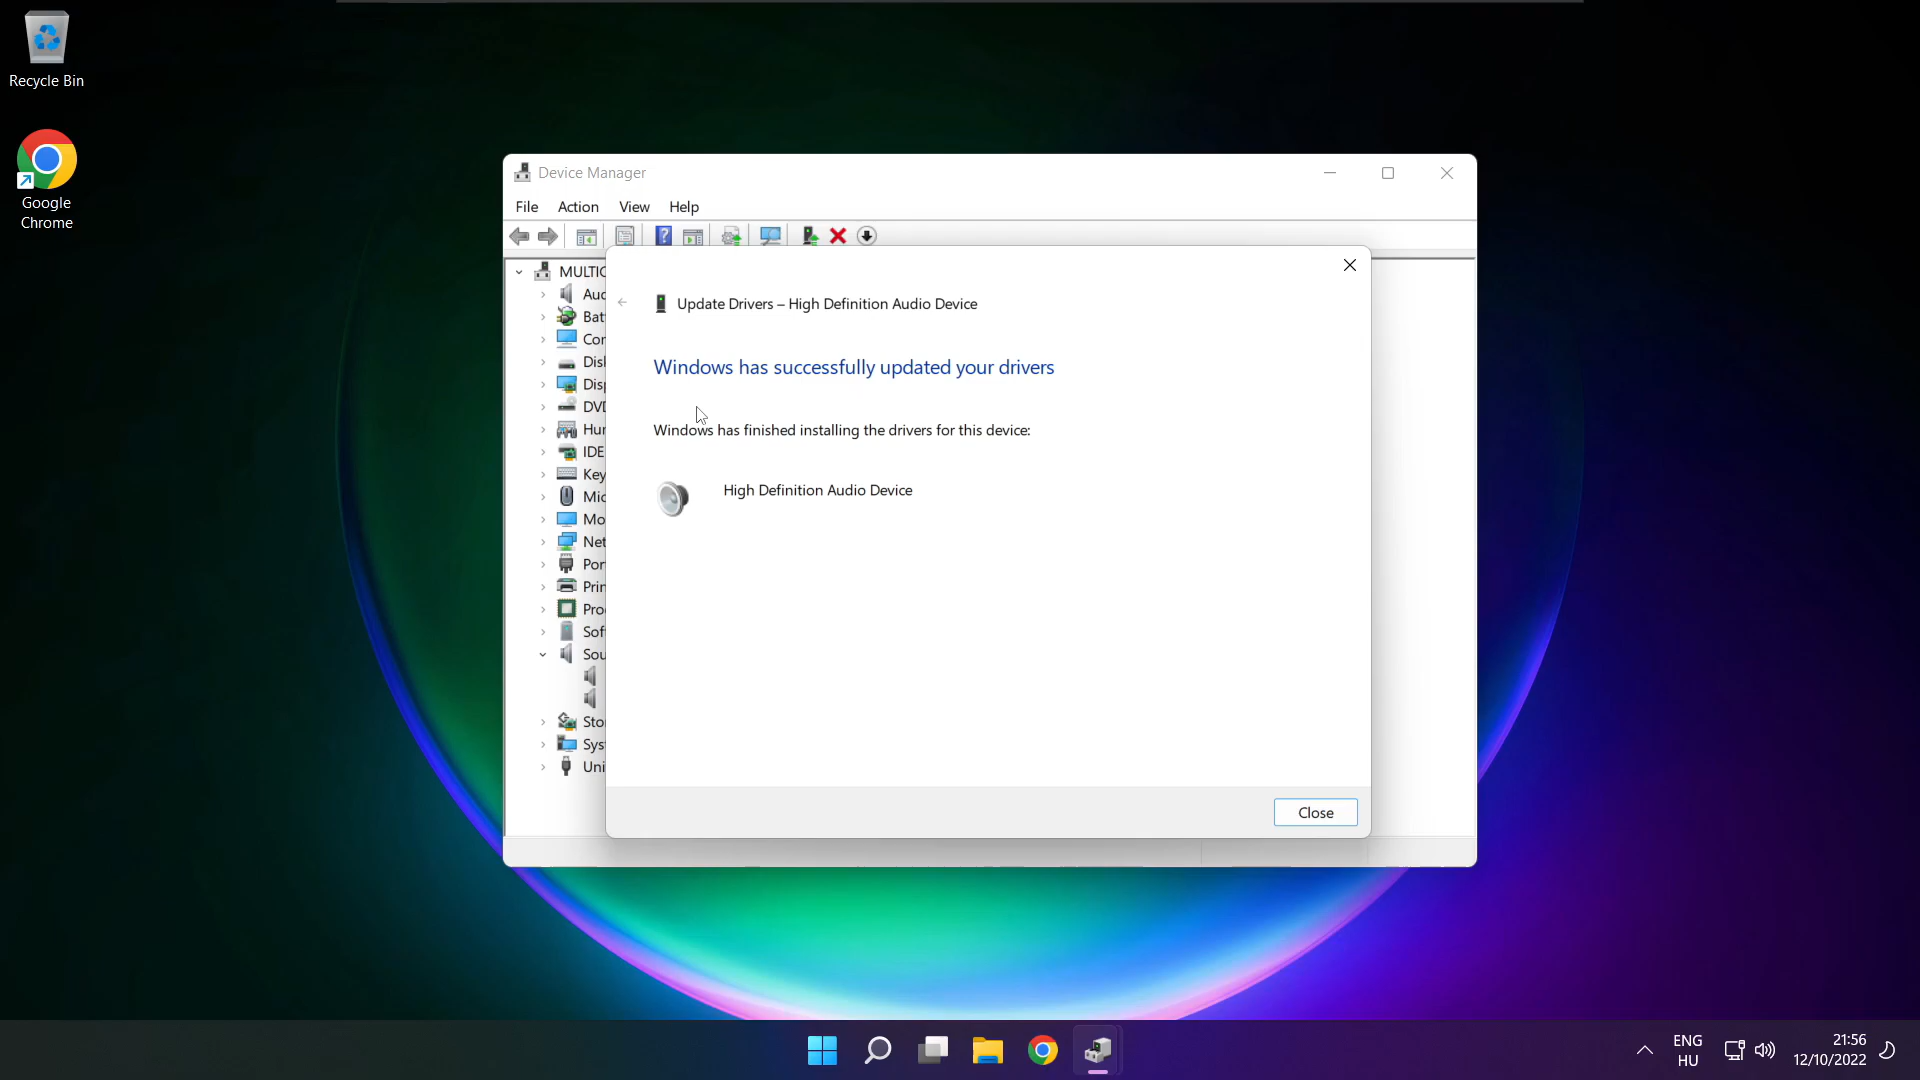 Recycle Bin
Google
Chrome
Device Manager
File Action View Help
Update Drivers – High Definition Audio Device
Windows has successfully updated your drivers
Windows has finished installing the drivers for this device:
High Definition Audio Device
Close
MULTIC
Aud
Bat
Cor
Disk
Disp
DVD
Hur
IDE
Key
Mic
Mo
Net
Por
Prin
Pro
Sof
Sou
Sto
Syst
Uni
ENG
HU
21:56
12/10/2022